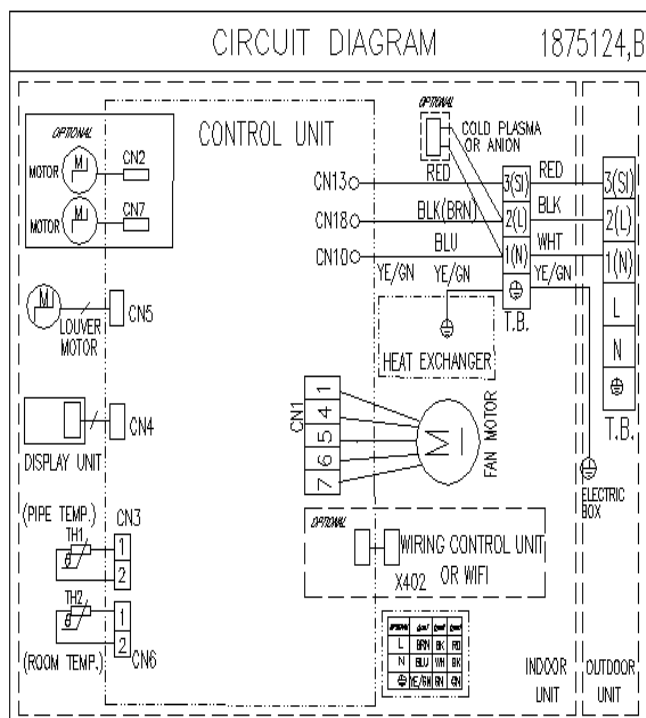 CIRCUIT DIAGRAM 1875124,B
OPTIONAL
MOTOR M CN2
MOTOR M CN7
CONTROL UNIT
OPTIONAL
COLD PLASMA
OR ANION
CN13 RED 3(SI) RED 3(SI)
CN18 BLK(BRN) 2(L) BLK 2(L)
CN10 BLU 1(N) WHT 1(N)
YE/GN YE/GN YE/GN
T.B.
L
N
T.B.
M CN5
LOUVER
MOTOR
HEAT EXCHANGER
CN1
1
4
5
6
7
M
FAN MOTOR
CN4
DISPLAY UNIT
ELECTRIC
BOX
(PIPE TEMP.) CN3
TH1
1
2
θ
TH2
1
2
θ
(ROOM TEMP.) CN6
OPTIONAL
WIRING CONTROL UNIT
OR WIFI
X402
L BRN BK RD
N BLU WH BK
YE/GN GN GN
INDOOR
UNIT
OUTDOOR
UNIT